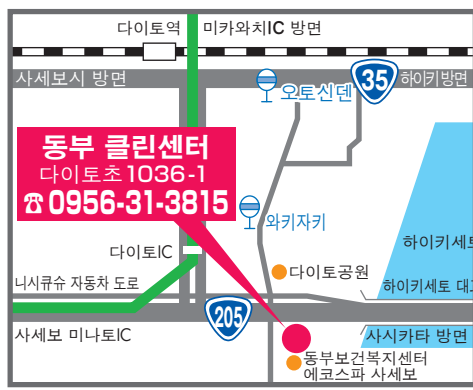 다이토역
미카와치IC 방면
사세보시 방면
오토신덴
35
하이키방면
동부 클린센터
다이토초1036-1
☎ 0956-31-3815
와키자키
하이키세토
다이토IC
다이토공원
니시큐슈 자동차 도로
하이키세토 대교
205
사세보 미나토IC
사시카타 방면
동부보건복지센터
에코스파 사세보